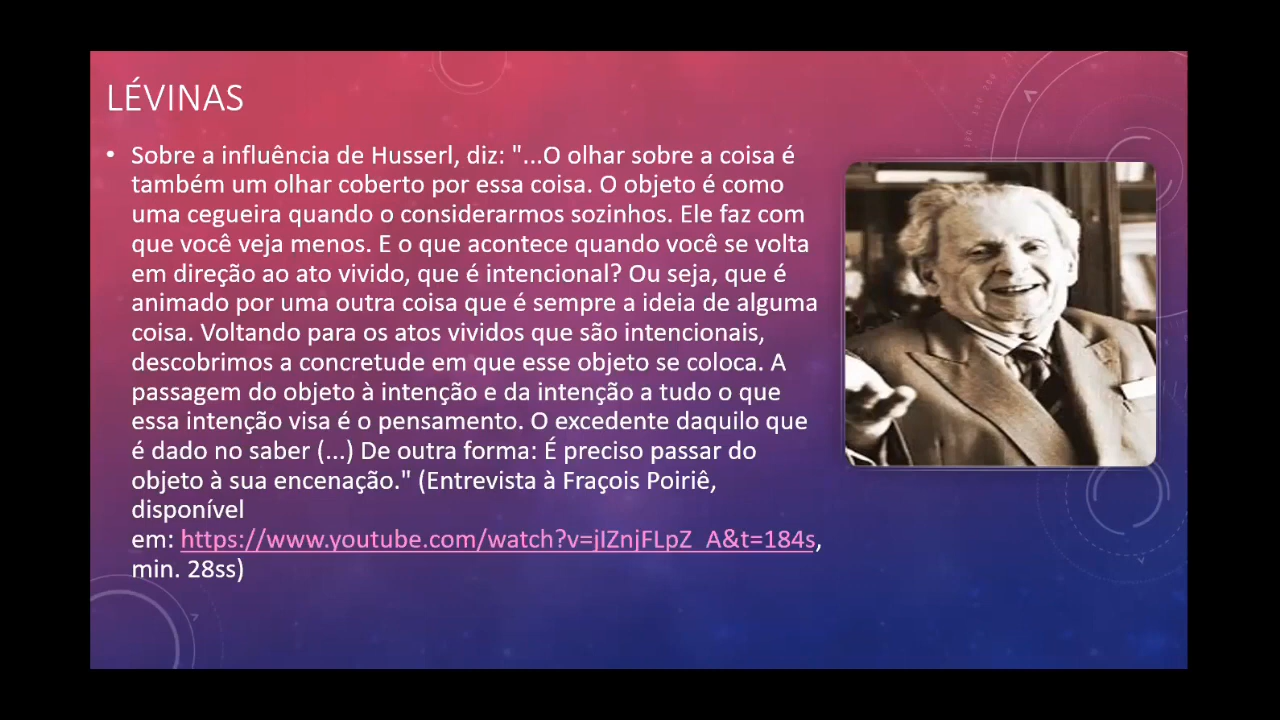 LÉVINAS
• Sobre a influência de Husserl, diz: "...O olhar sobre a coisa é
também um olhar coberto por essa coisa. O objeto é como
uma cegueira quando o considerarmos sozinhos. Ele faz com
que você veja menos. E o que acontece quando você se volta
em direção ao ato vivido, que é intencional? Ou seja, que é
animado por uma outra coisa que é sempre a ideia de alguma
coisa. Voltando para os atos vividos que são intencionais,
descobrimos a concretude em que esse objeto se coloca. A
passagem do objeto à intenção e da intenção a tudo o que
essa intenção visa é o pensamento. O excedente daquilo que
é dado no saber (...) De outra forma: É preciso passar do
objeto à sua encenação." (Entrevista à Fraçois Poiriê,
disponível
em: https://www.youtube.com/watch?v=jIZnjFLpZ_A&t=184s,
min. 28ss)